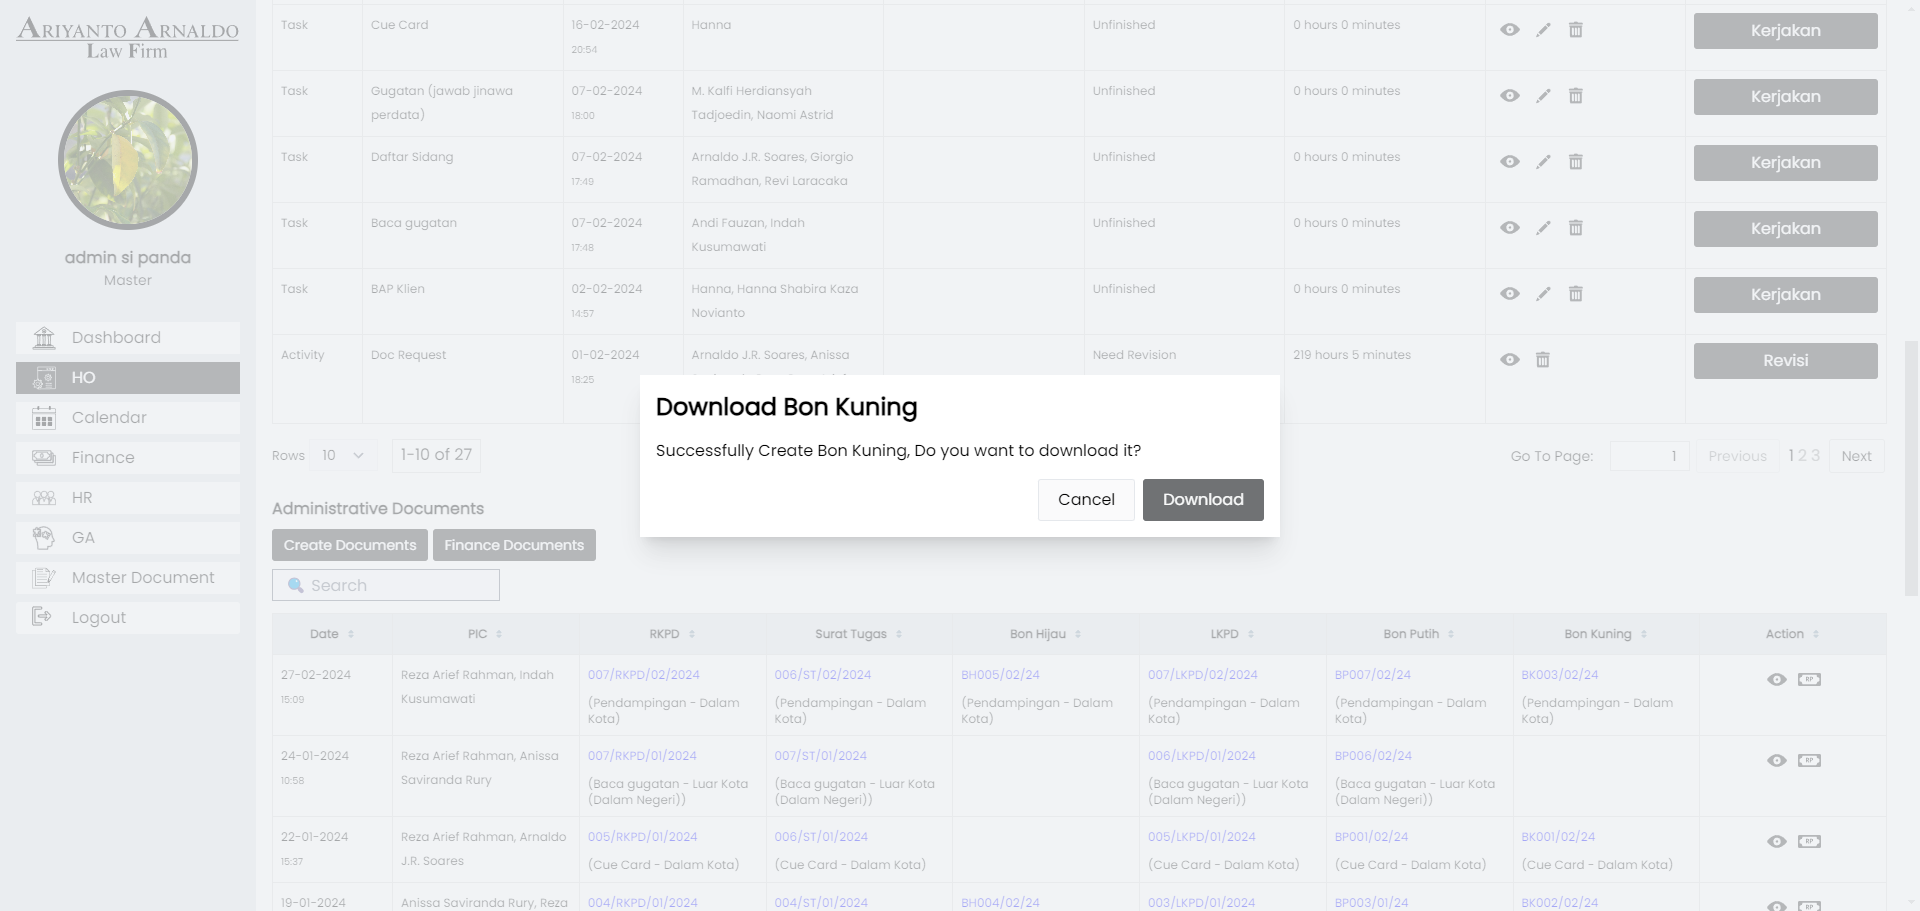 ARIYANTO ARNALDO
Law Firm
admin si panda
Master
Dashboard
HO
Calendar
Finance
HR
GA
Master Document
Logout
Task Cue Card 16-02-2024 Hanna Unfinished 0 hours 0 minutes Kerjakan
20:54
Task Gugatan (jawab jinawa 07-02-2024 M. Kalfi Herdiansyah Unfinished 0 hours 0 minutes Kerjakan
perdata) 18:00 Tadjoedin, Naomi Astrid
Task Daftar Sidang 07-02-2024 Arnaldo J.R. Soares, Giorgio Unfinished 0 hours 0 minutes Kerjakan
17:49 Ramadhan, Revi Laracaka
Task Baca gugatan 07-02-2024 Andi Fauzan, Indah Unfinished 0 hours 0 minutes Kerjakan
17:48 Kusumawati
Task BAP Klien 02-02-2024 Hanna, Hanna Shabira Kaza Unfinished 0 hours 0 minutes Kerjakan
14:57 Novianto
Activity Doc Request 01-02-2024 Arnaldo J.R. Soares, Anissa Need Revision 219 hours 5 minutes Revisi
18:25
Download Bon Kuning
Successfully Create Bon Kuning, Do you want to download it?
Cancel Download
Rows 10 1-10 of 27 Go To Page: 1 Previous 1 2 3 Next
Administrative Documents
Create Documents Finance Documents
Search
Date PIC RKPD Surat Tugas Bon Hijau LKPD Bon Putih Bon Kuning Action
27-02-2024 Reza Arief Rahman, Indah 007/RKPD/02/2024 006/ST/02/2024 BH005/02/24 007/LKPD/02/2024 BP007/02/24 BK003/02/24
15:09 Kusumawati (Pendampingan - Dalam (Pendampingan - Dalam (Pendampingan - Dalam (Pendampingan - Dalam (Pendampingan - Dalam (Pendampingan - Dalam
Kota) Kota) Kota) Kota) Kota) Kota)
24-01-2024 Reza Arief Rahman, Anissa 007/RKPD/01/2024 007/ST/01/2024 006/LKPD/01/2024 BP006/02/24
10:58 Saviranda Rury (Baca gugatan - Luar Kota (Baca gugatan - Luar Kota (Baca gugatan - Luar Kota (Baca gugatan - Luar Kota
(Dalam Negeri)) (Dalam Negeri)) (Dalam Negeri)) (Dalam Negeri))
22-01-2024 Reza Arief Rahman, Arnaldo 005/RKPD/01/2024 006/ST/01/2024 005/LKPD/01/2024 BP001/02/24 BK001/02/24
15:37 J.R. Soares (Cue Card - Dalam Kota) (Cue Card - Dalam Kota) (Cue Card - Dalam Kota) (Cue Card - Dalam Kota) (Cue Card - Dalam Kota)
19-01-2024 Anissa Saviranda Rury, Reza 004/RKPD/01/2024 004/ST/01/2024 BH004/02/24 003/LKPD/01/2024 BP003/01/24 BK002/02/24